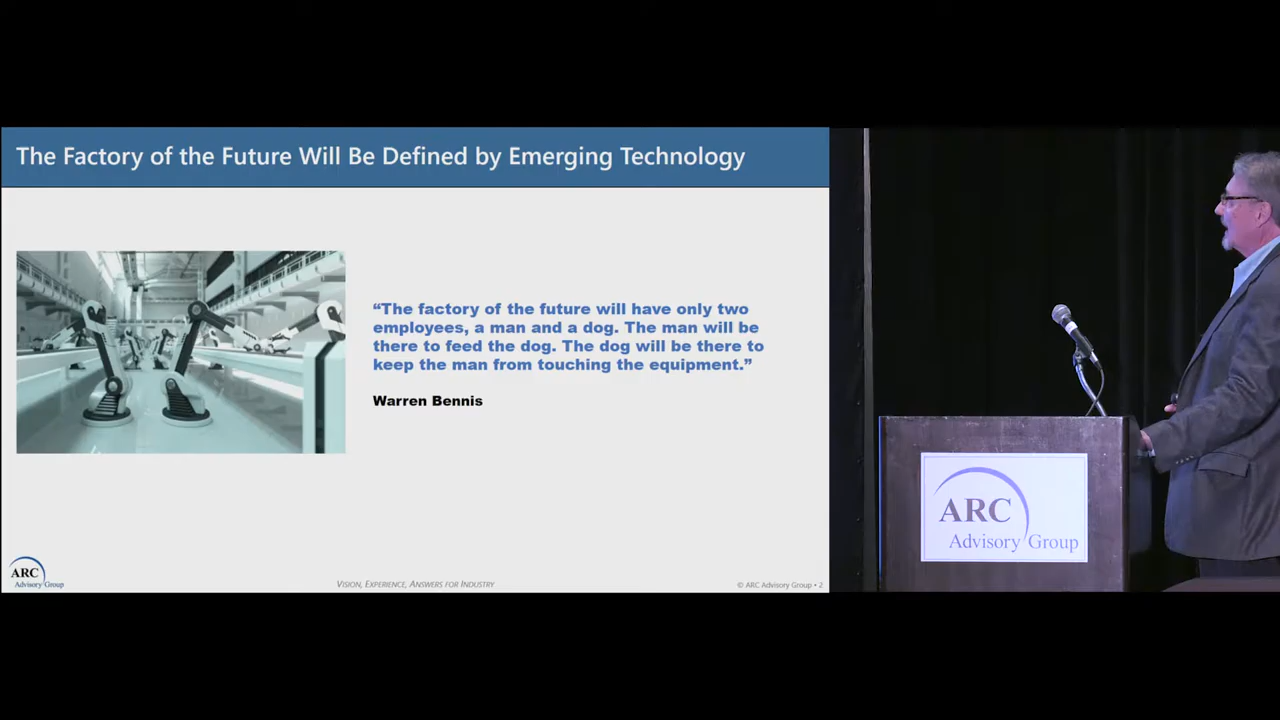 The Factory of the Future Will Be Defined by Emerging Technology
“The factory of the future will have only two
employees, a man and a dog. The man will be
there to feed the dog. The dog will be there to
keep the man from touching the equipment.”
Warren Bennis
ARC
Advisory Group
VISION, EXPERIENCE, ANSWERS FOR INDUSTRY
© ARC Advisory Group • 2
ARC
Advisory Group